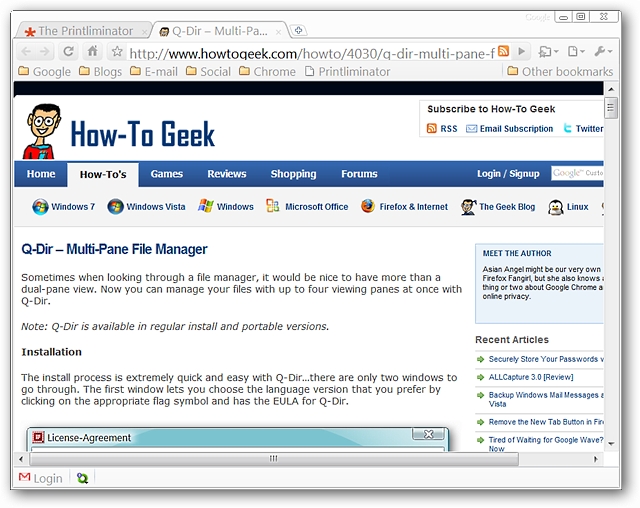 Google
The Printliminator
Q-Dir – Multi-Pa...
http://www.howtogeek.com/howto/4030/q-dir-multi-pane-f
Google
Blogs
E-mail
Social
Chrome
Printliminator
Other bookmarks
How-To Geek
Subscribe to How-To Geek
RSS
Email Subscription
Twitter
Home
How-To's
Games
Reviews
Shopping
Forums
Login / Signup
Google™ Custo
Windows 7
Windows Vista
Windows
Microsoft Office
Firefox & Internet
The Geek Blog
Linux
Q-Dir – Multi-Pane File Manager
Sometimes when looking through a file manager, it would be nice to have more than a
dual-pane view. Now you can manage your files with up to four viewing panes at once with
Q-Dir.
Note: Q-Dir is available in regular install and portable versions.
Installation
The install process is extremely quick and easy with Q-Dir…there are only two windows to
go through. The first window lets you choose the language version that you prefer by
clicking on the appropriate flag symbol and has the EULA for Q-Dir.
License-Agreement
MEET THE AUTHOR
Asian Angel might be our very own
Firefox Fangirl, but she also knows a
thing or two about Google Chrome a
online privacy.
Recent Articles
Securely Store Your Passwords w
ALLCapture 3.0 [Review]
Backup Windows Mail Messages a
Vista
Remove the New Tab Button in Fire
Tired of Waiting for Google Wave?
Now
Login